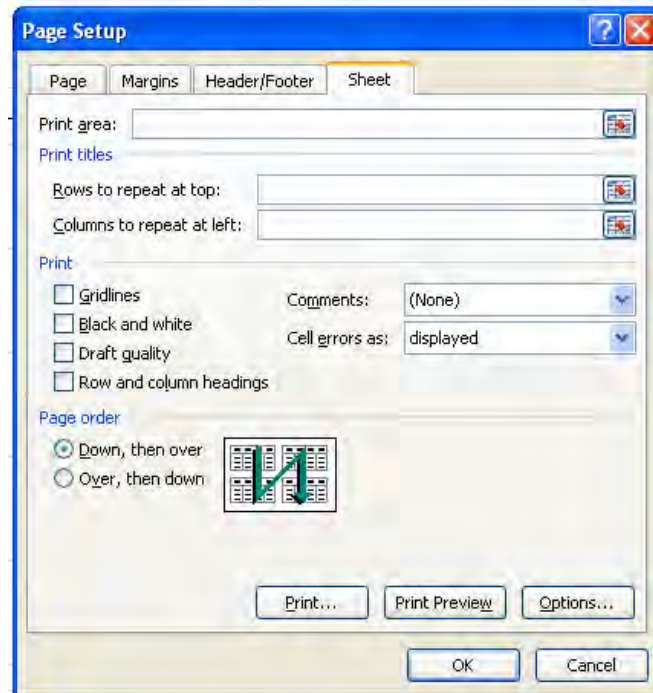 Page Setup
Page Margins Header/Footer Sheet
Print area:
Print titles
Rows to repeat at top:
Columns to repeat at left:
Print
Gridlines
Black and white
Draft quality
Row and column headings
Comments: (None)
Cell errors as: displayed
Page order
Down, then over
Over, then down
Print... Print Preview Options...
OK Cancel